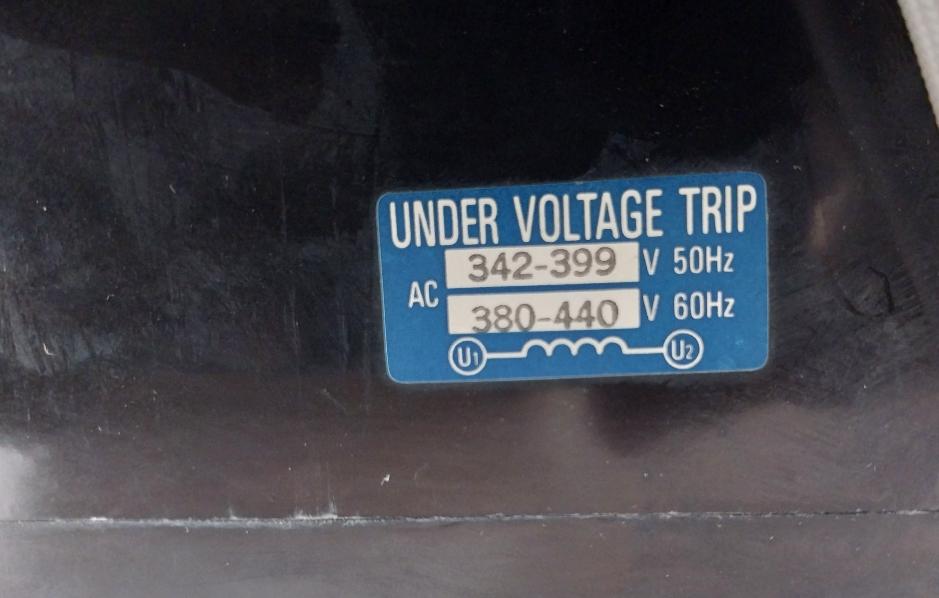 UNDER VOLTAGE TRIP
342-399 V 50Hz
AC
380-440 V 60Hz
U1 U2